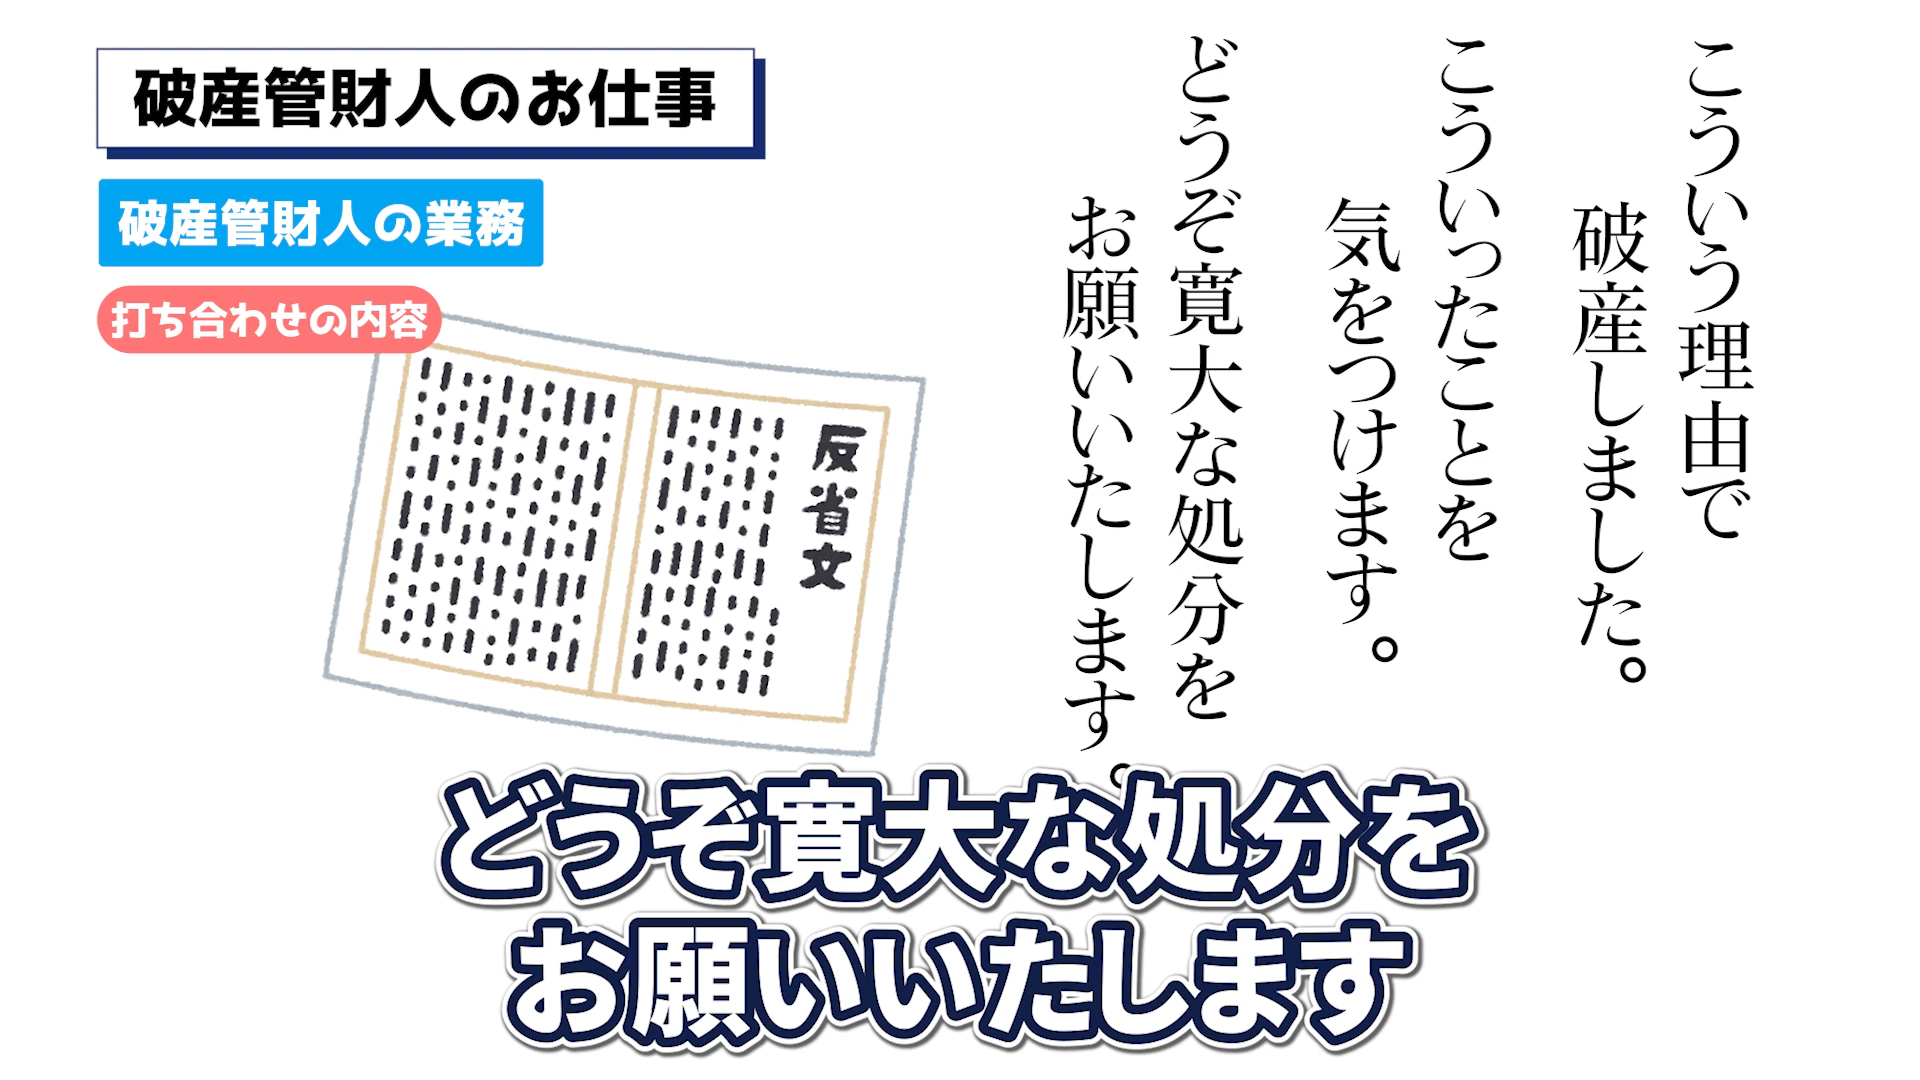 破産管財人のお仕事
破産管財人の業務
打ち合わせの内容
反省文
こういう理由で
破産しました。
こういったことを
気をつけます。
どうぞ寛大な処分を
お願いいたします。
どうぞ寛大な処分を
お願いいたします